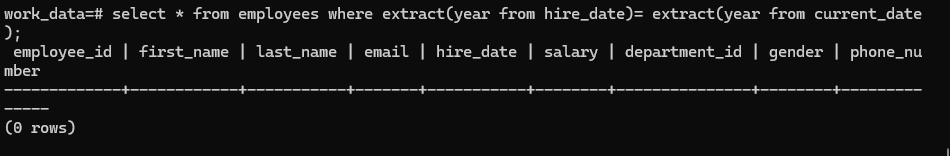 work_data=# select * from employees where extract(year from hire_date)= extract(year from current_date
);
 employee_id | first_name | last_name | email | hire_date | salary | department_id | gender | phone_nu
mber
-------------+------------+-----------+-------+-----------+--------+---------------+--------+---------
-----
(0 rows)